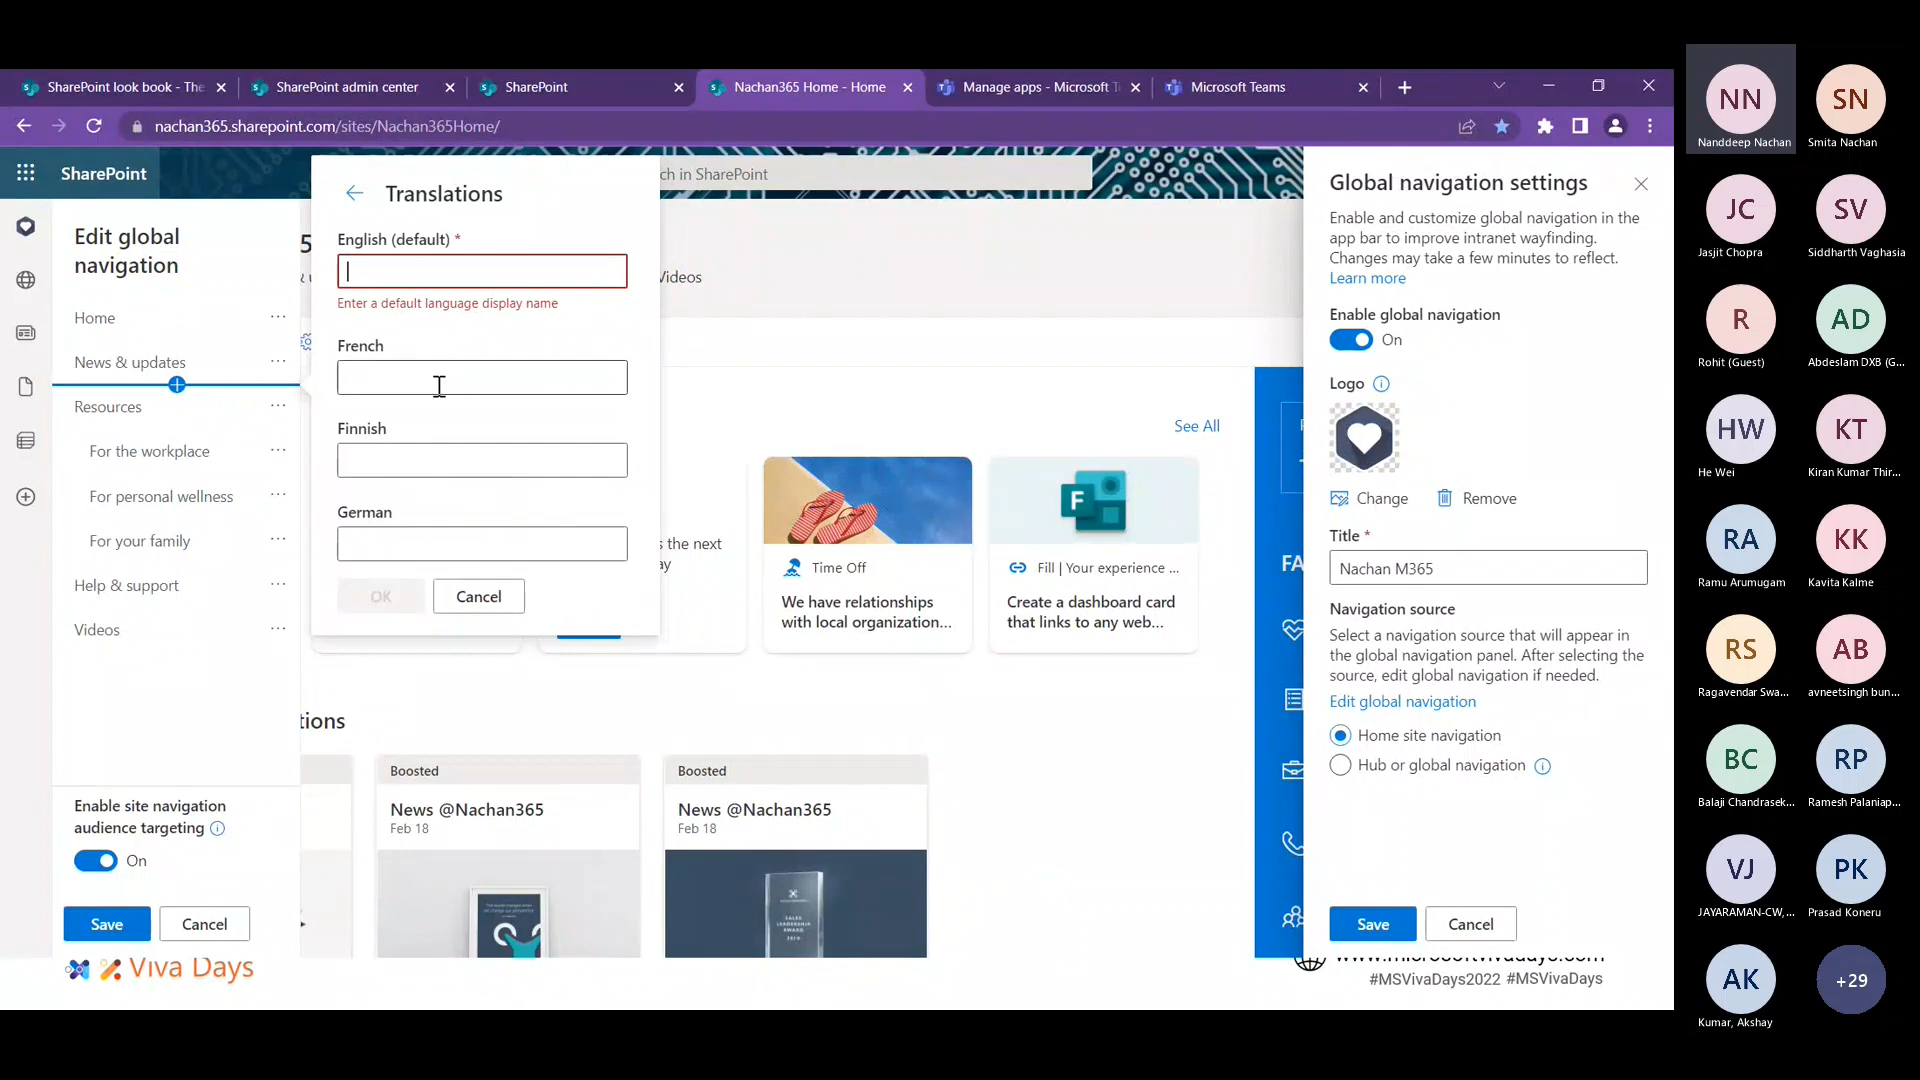 SharePoint look book - The
SharePoint admin center
SharePoint
Nachan365 Home - Home
Manage apps - Microsoft T
Microsoft Teams
nachan365.sharepoint.com/sites/Nachan365Home/
SharePoint
ch in SharePoint
Edit global
navigation
Home
News & updates
Resources
For the workplace
For personal wellness
For your family
Help & support
Videos
Enable site navigation
audience targeting
On
Save
Cancel
Translations
English (default) *
Enter a default language display name
French
Finnish
German
OK
Cancel
5
& u
Videos
See All
s the next
ay
Time Off
We have relationships
with local organization...
Fill | Your experience ...
Create a dashboard card
that links to any web...
FA
tions
Boosted
News @Nachan365
Feb 18
Boosted
News @Nachan365
Feb 18
SALES
LEADERSHIP
AWARD
Global navigation settings
Enable and customize global navigation in the
app bar to improve intranet wayfinding.
Changes may take a few minutes to reflect.
Learn more
Enable global navigation
On
Logo
Change
Remove
Title *
Nachan M365
Navigation source
Select a navigation source that will appear in
the global navigation panel. After selecting the
source, edit global navigation if needed.
Edit global navigation
Home site navigation
Hub or global navigation
Save
Cancel
Viva Days
www.microsoftvivadays.com
#MSVivaDays2022 #MSVivaDays
NN
Nanddeep Nachan
SN
Smita Nachan
JC
Jasjit Chopra
SV
Siddharth Vaghasia
R
Rohit (Guest)
AD
Abdeslam DXB (G...
HW
He Wei
KT
Kiran Kumar Thir...
RA
Ramu Arumugam
KK
Kavita Kalme
RS
Ragavendar Swa...
AB
avneetsingh bun...
BC
Balaji Chandrasek...
RP
Ramesh Palaniap...
VJ
JAYARAMAN-CW, ...
PK
Prasad Koneru
AK
Kumar, Akshay
+29